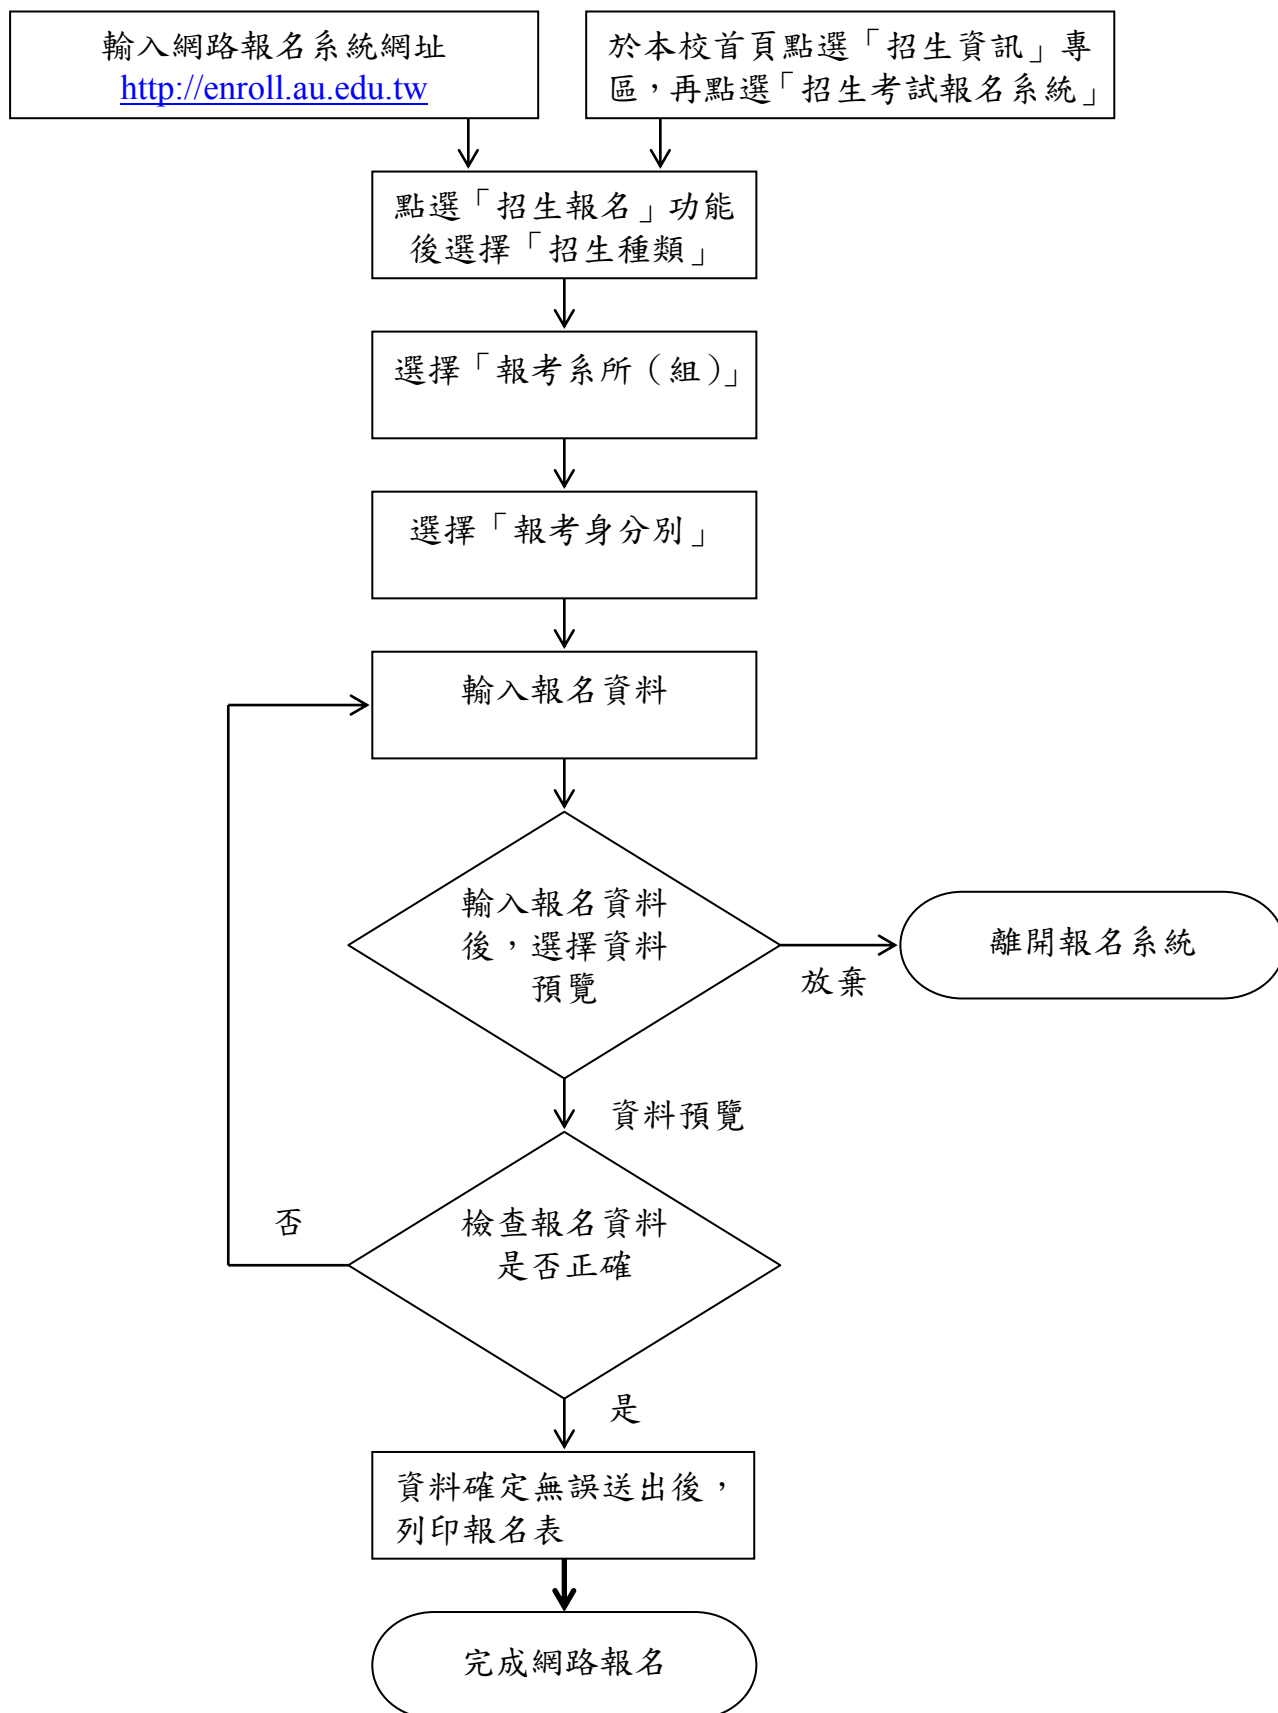 輸入網路報名系統網址
http://enroll.au.edu.tw
於本校首頁點選「招生資訊」專
區，再點選「招生考試報名系統」
點選「招生報名」功能
後選擇「招生種類」
選擇「報考系所（組）」
選擇「報考身分別」
輸入報名資料
輸入報名資料
後，選擇資料
預覽
放棄
離開報名系統
資料預覽
否
檢查報名資料
是否正確
是
資料確定無誤送出後，
列印報名表
完成網路報名